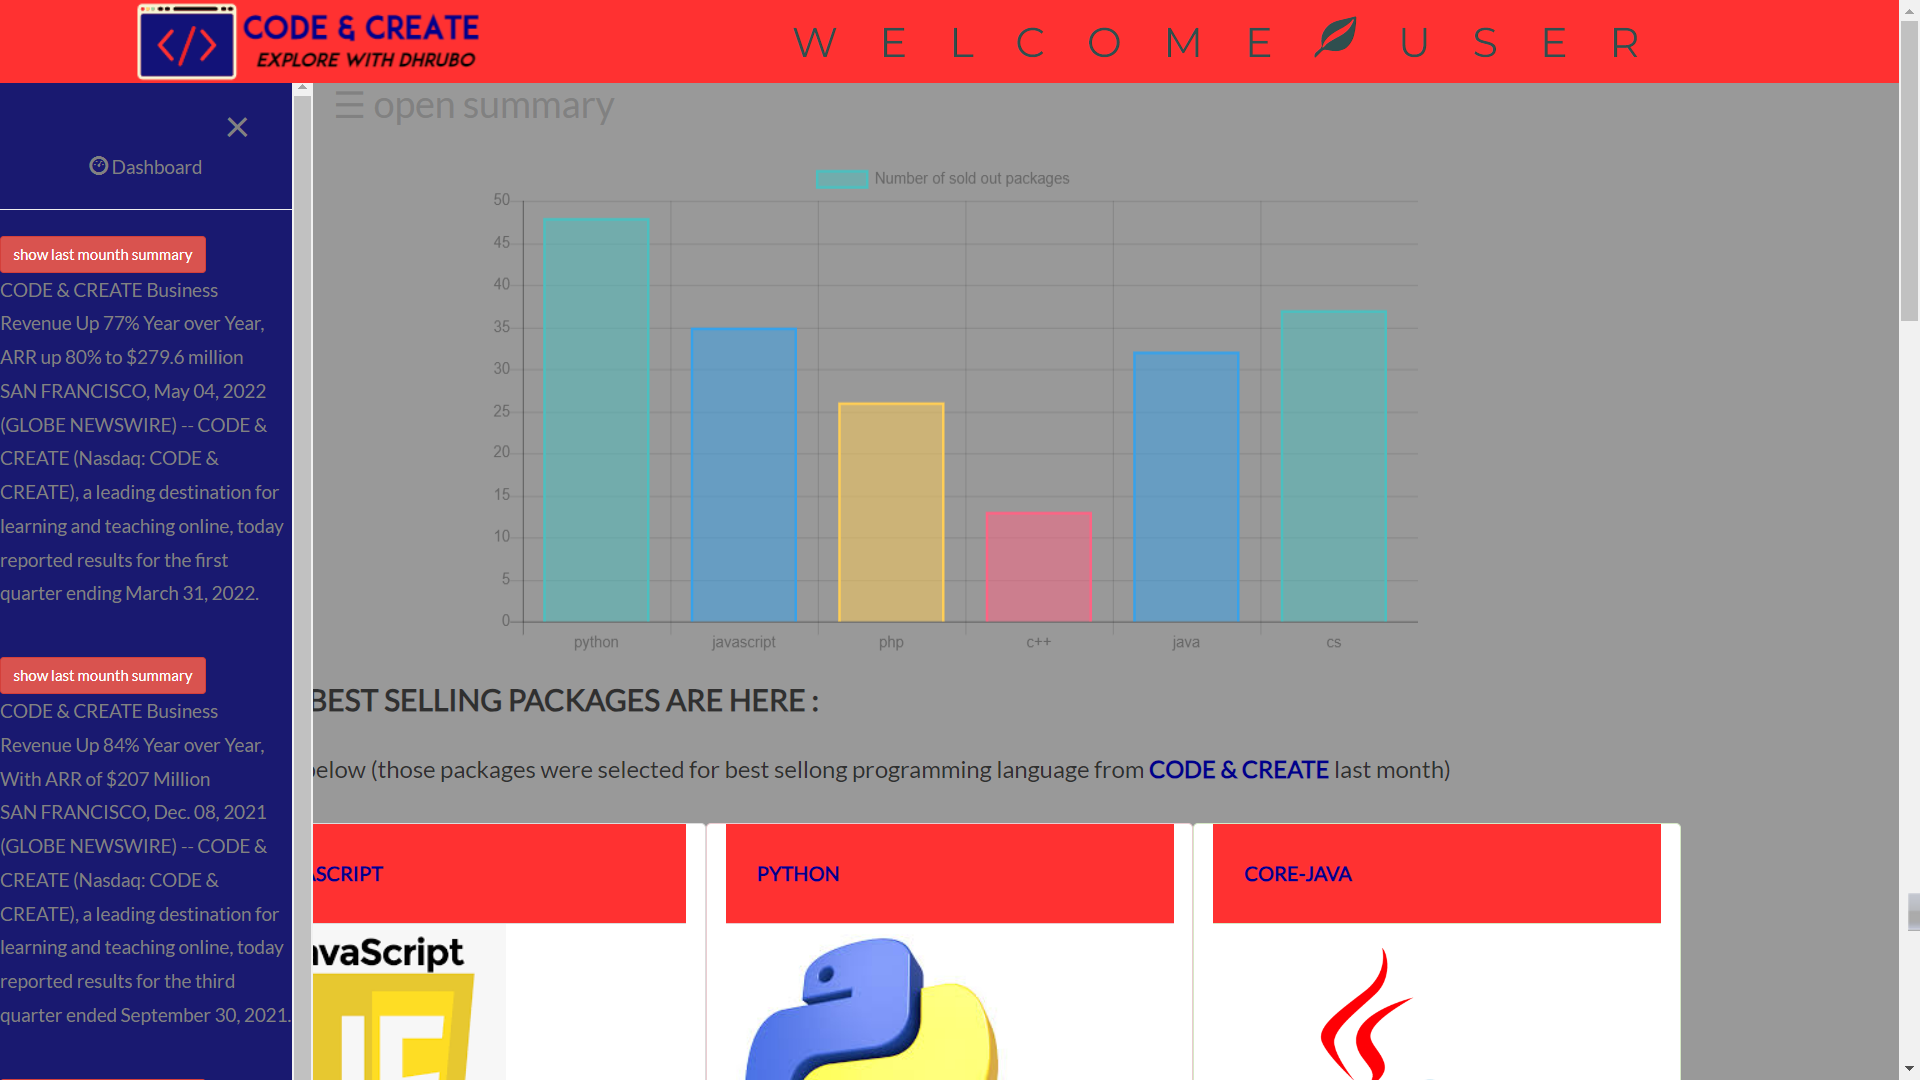 </>
CODE & CREATE
EXPLORE WITH DHRUBO
WELCOME USER
☰ open summary
×
Dashboard
show last mounth summary
CODE & CREATE Business
Revenue Up 77% Year over Year,
ARR up 80% to $279.6 million
SAN FRANCISCO, May 04, 2022
(GLOBE NEWSWIRE) -- CODE &
CREATE (Nasdaq: CODE &
CREATE), a leading destination for
learning and teaching online, today
reported results for the first
quarter ending March 31, 2022.
show last mounth summary
CODE & CREATE Business
Revenue Up 84% Year over Year,
With ARR of $207 Million
SAN FRANCISCO, Dec. 08, 2021
(GLOBE NEWSWIRE) -- CODE &
CREATE (Nasdaq: CODE &
CREATE), a leading destination for
learning and teaching online, today
reported results for the third
quarter ended September 30, 2021.
Number of sold out packages
50
45
40
35
30
25
20
15
10
5
0
python javascript php c++ java cs
BEST SELLING PACKAGES ARE HERE :
elow (those packages were selected for best sellong programming language from CODE & CREATE last month)
ASCRIPT
PYTHON
CORE-JAVA
vaScript